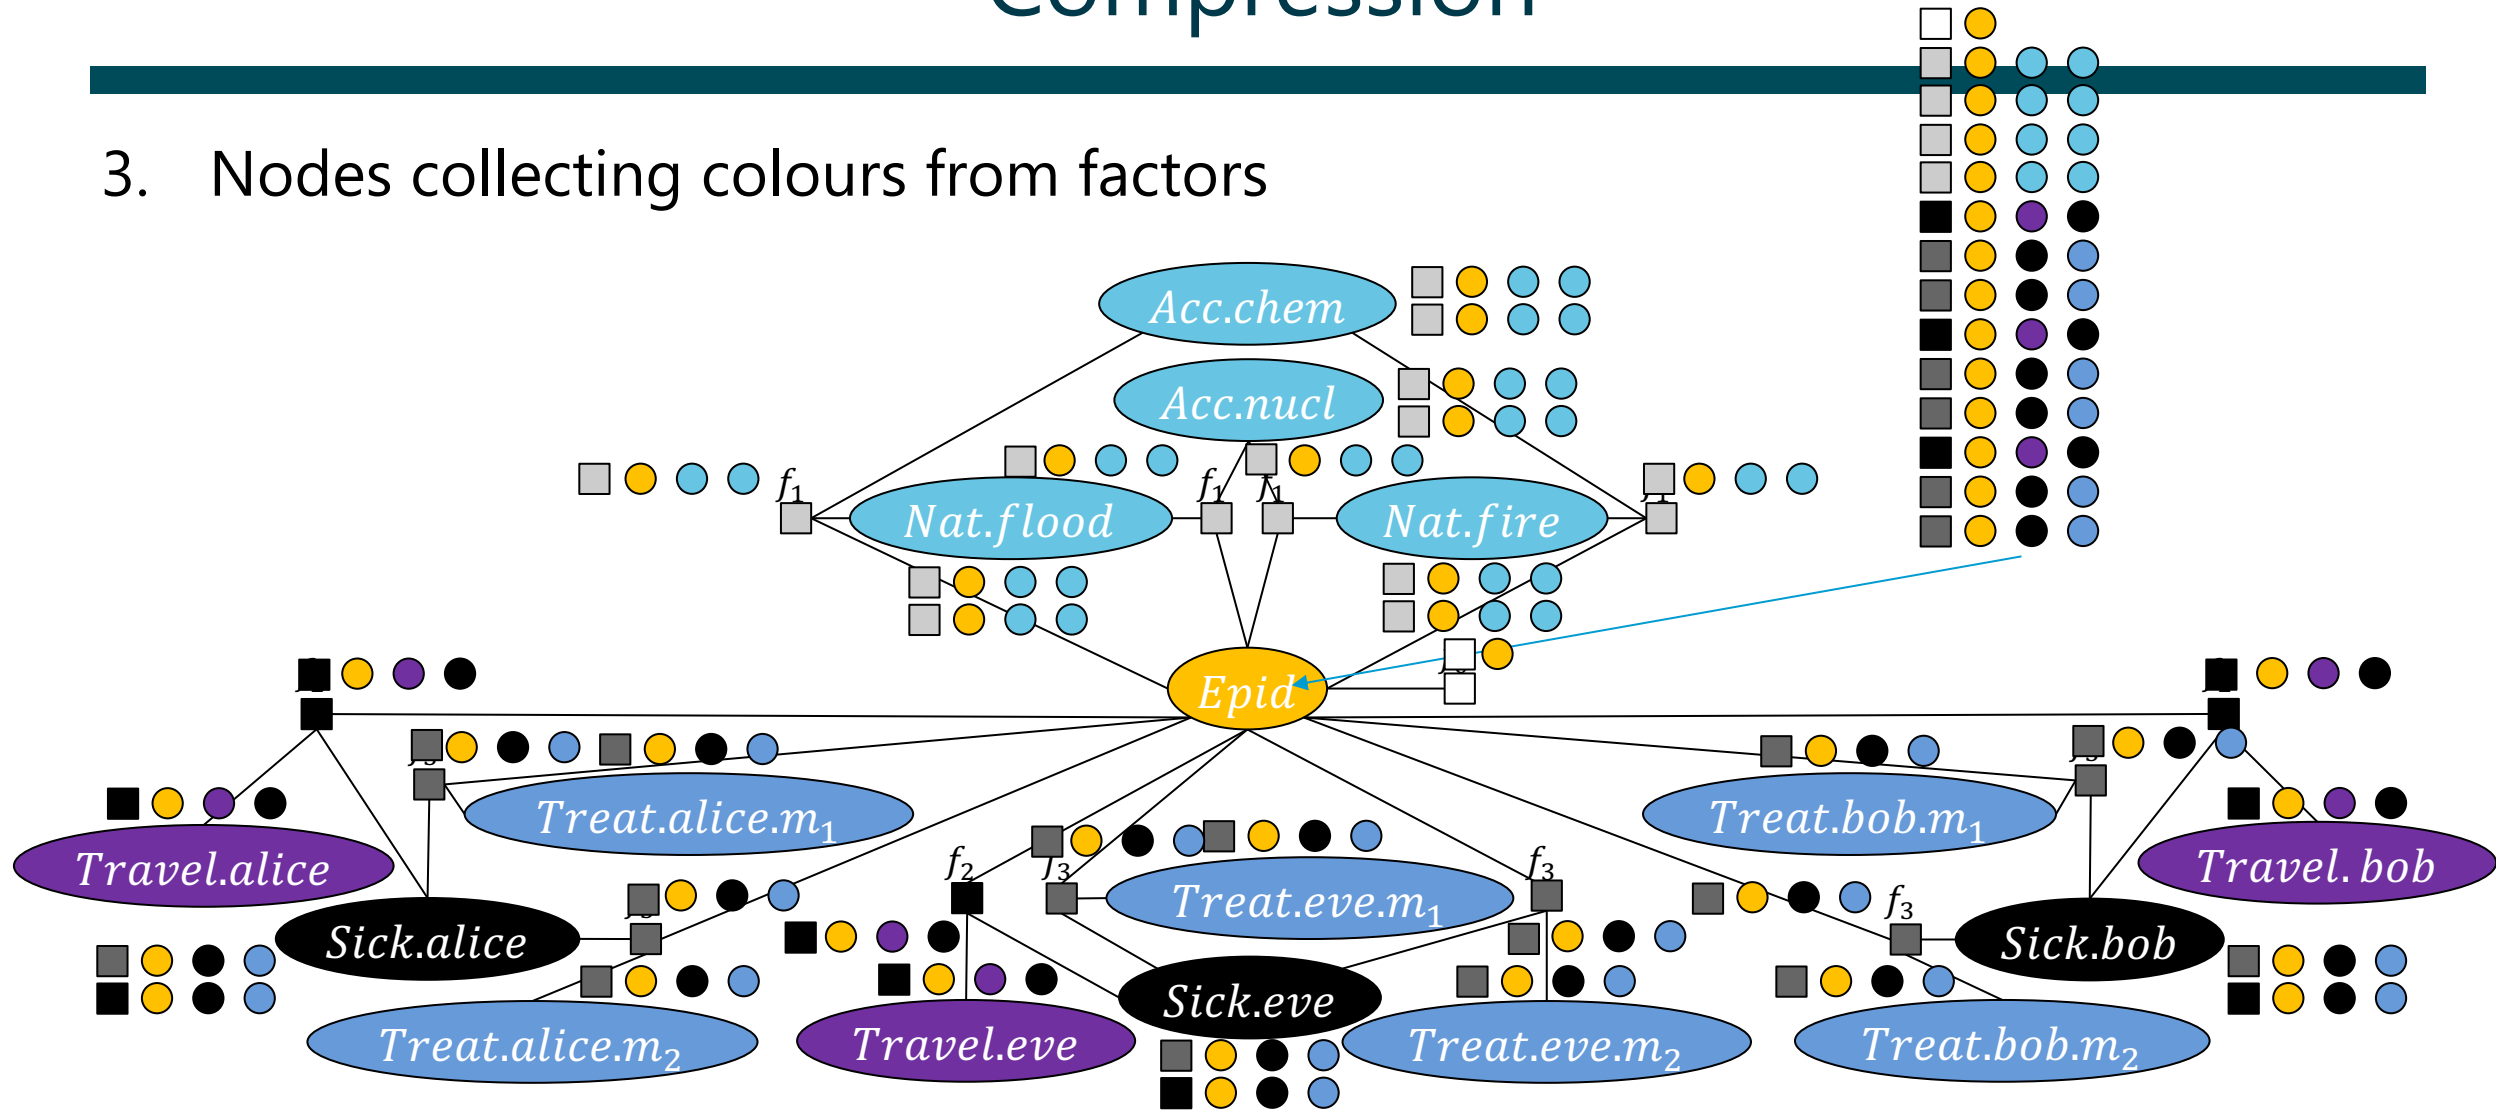 Compression
3. Nodes collecting colours from factors
Acc.chem
Acc.nucl
f₁ f₁ f₁
Nat.flood Nat.fire
Epid
Treat.alice.m₁ Treat.bob.m₁
f₂ f₃ f₃
Travel.alice Treat.eve.m₁ Travel. bob
f₃
Sick.alice Sick.bob
Sick.eve
Treat.alice.m₂ Travel.eve Treat.eve.m₂ Treat.bob.m₂